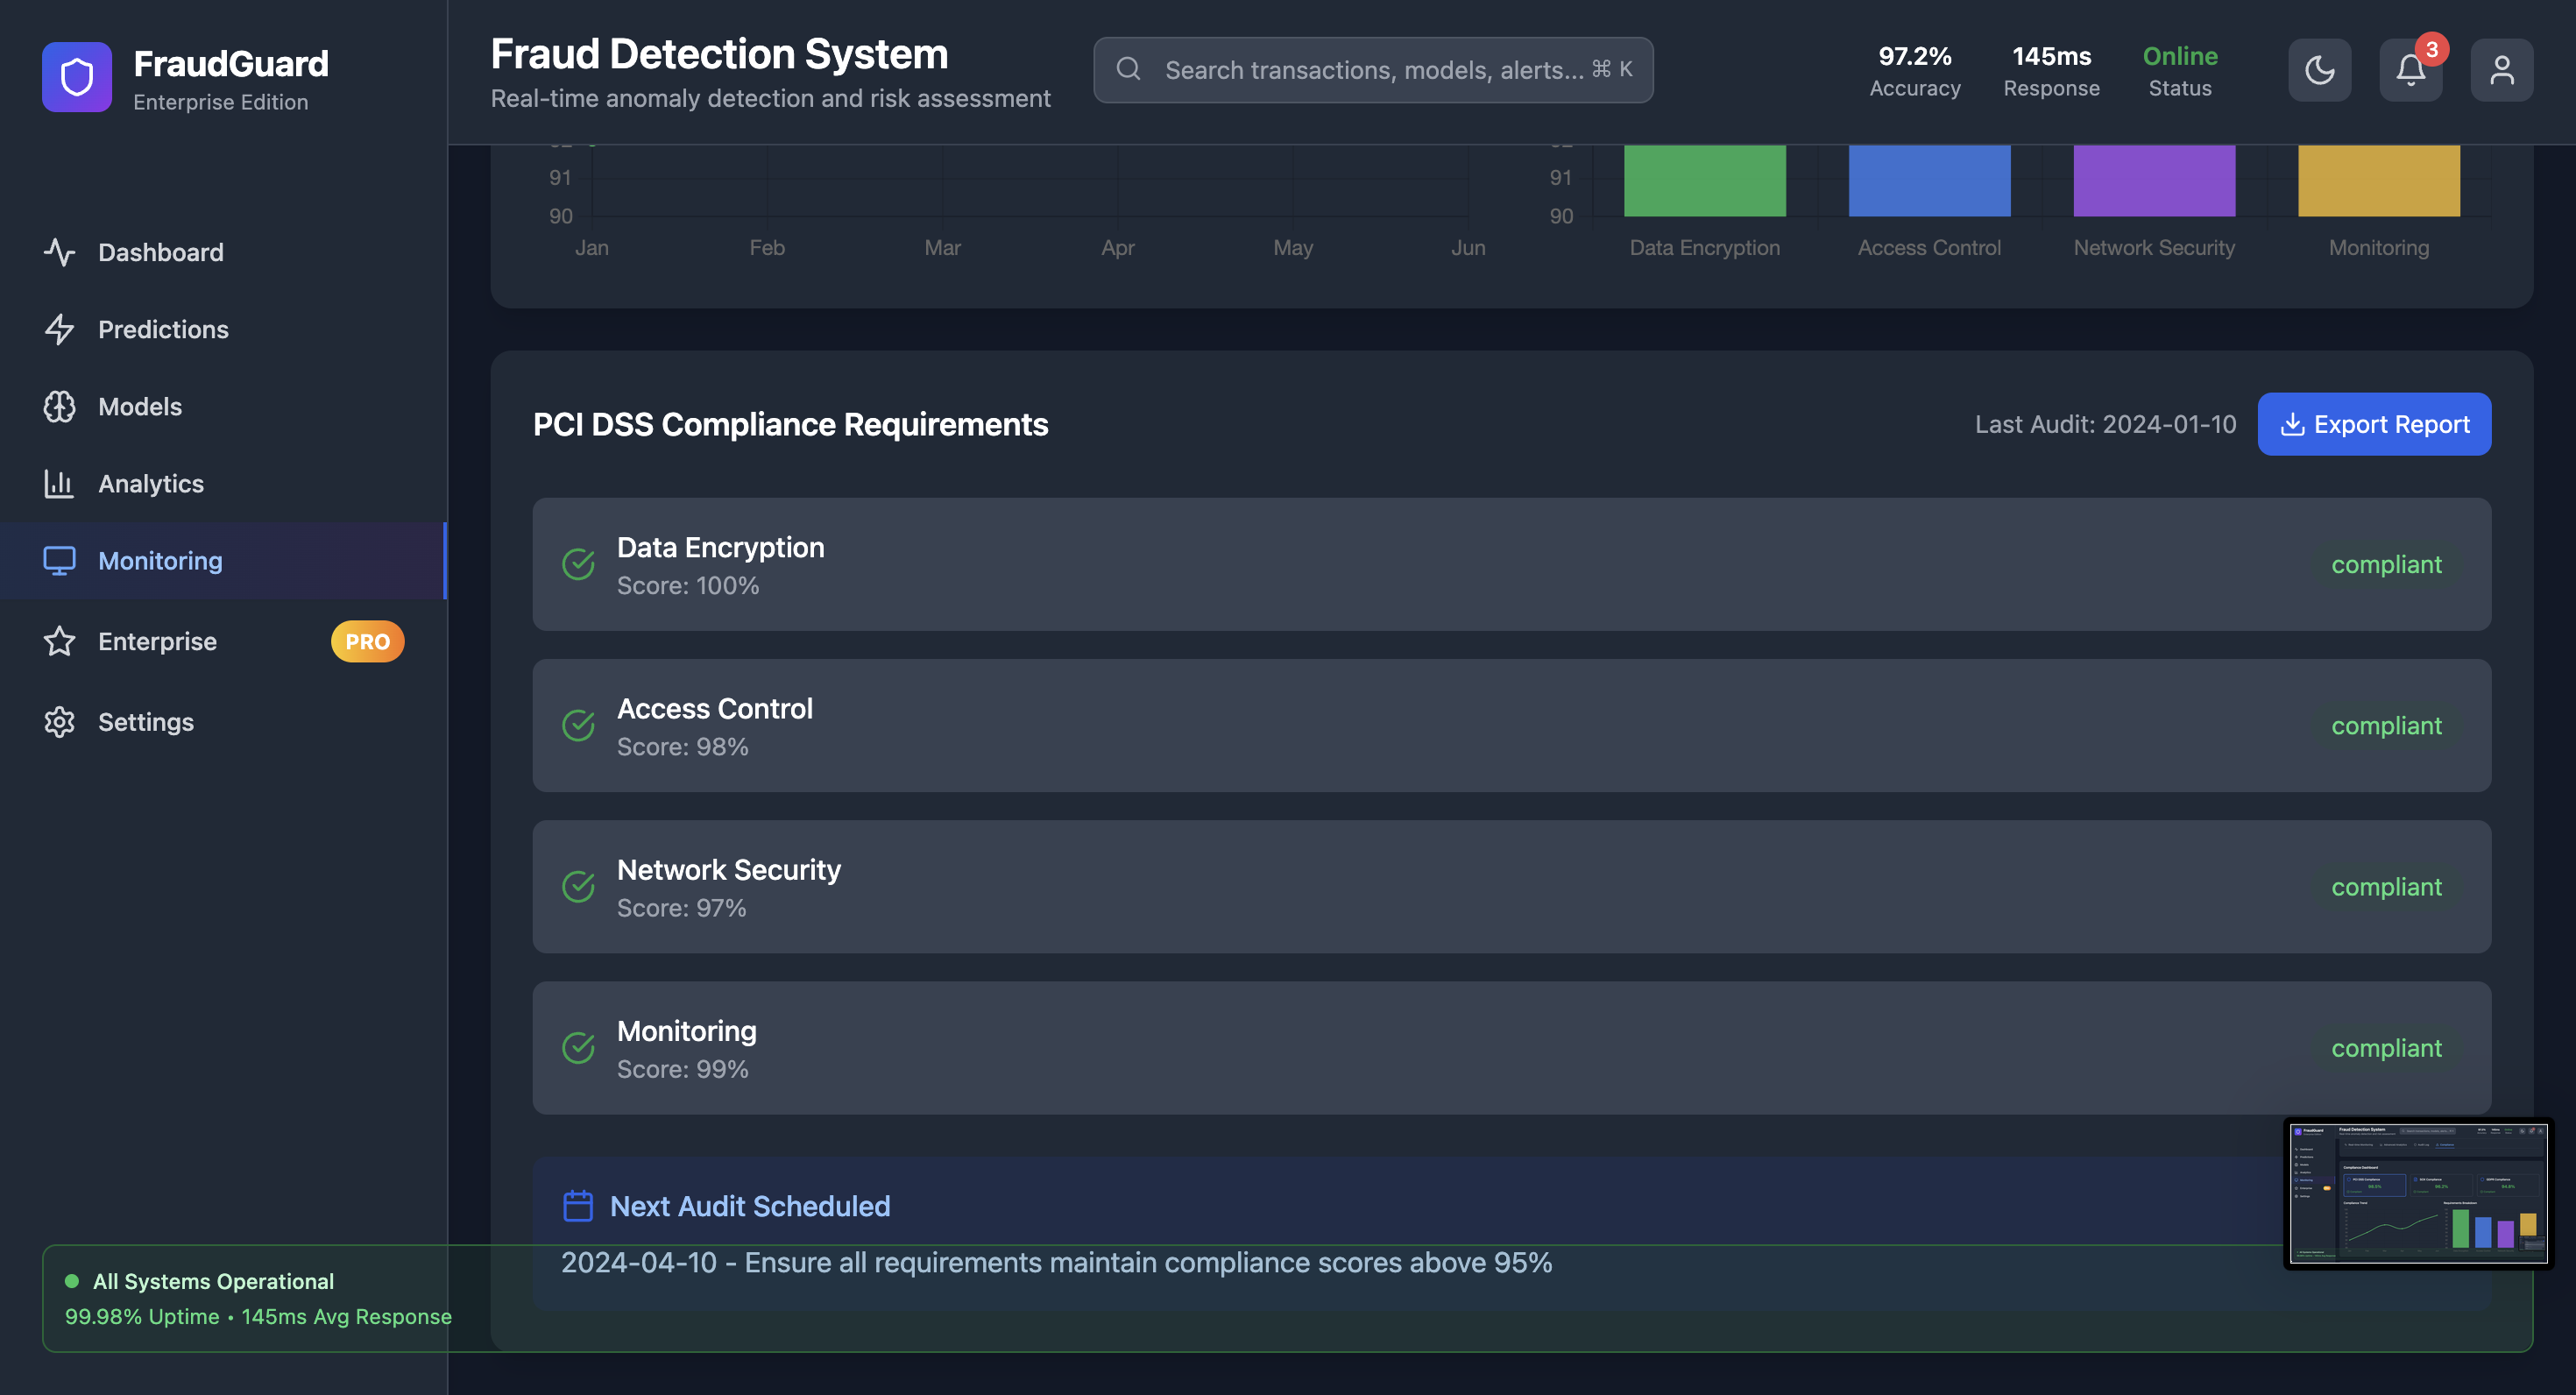 FraudGuard
Enterprise Edition
Dashboard
Predictions
Models
Analytics
Monitoring
Enterprise
PRO
Settings
All Systems Operational
99.98% Uptime • 145ms Avg Response
Fraud Detection System
Real-time anomaly detection and risk assessment
Search transactions, models, alerts... ⌘ K
97.2%
Accuracy
145ms
Response
Online
Status
3
91
90
Jan Feb Mar Apr May Jun
91
90
Data Encryption Access Control Network Security Monitoring
PCI DSS Compliance Requirements
Last Audit: 2024-01-10
Export Report
Data Encryption
Score: 100%
compliant
Access Control
Score: 98%
compliant
Network Security
Score: 97%
compliant
Monitoring
Score: 99%
compliant
Next Audit Scheduled
2024-04-10 - Ensure all requirements maintain compliance scores above 95%